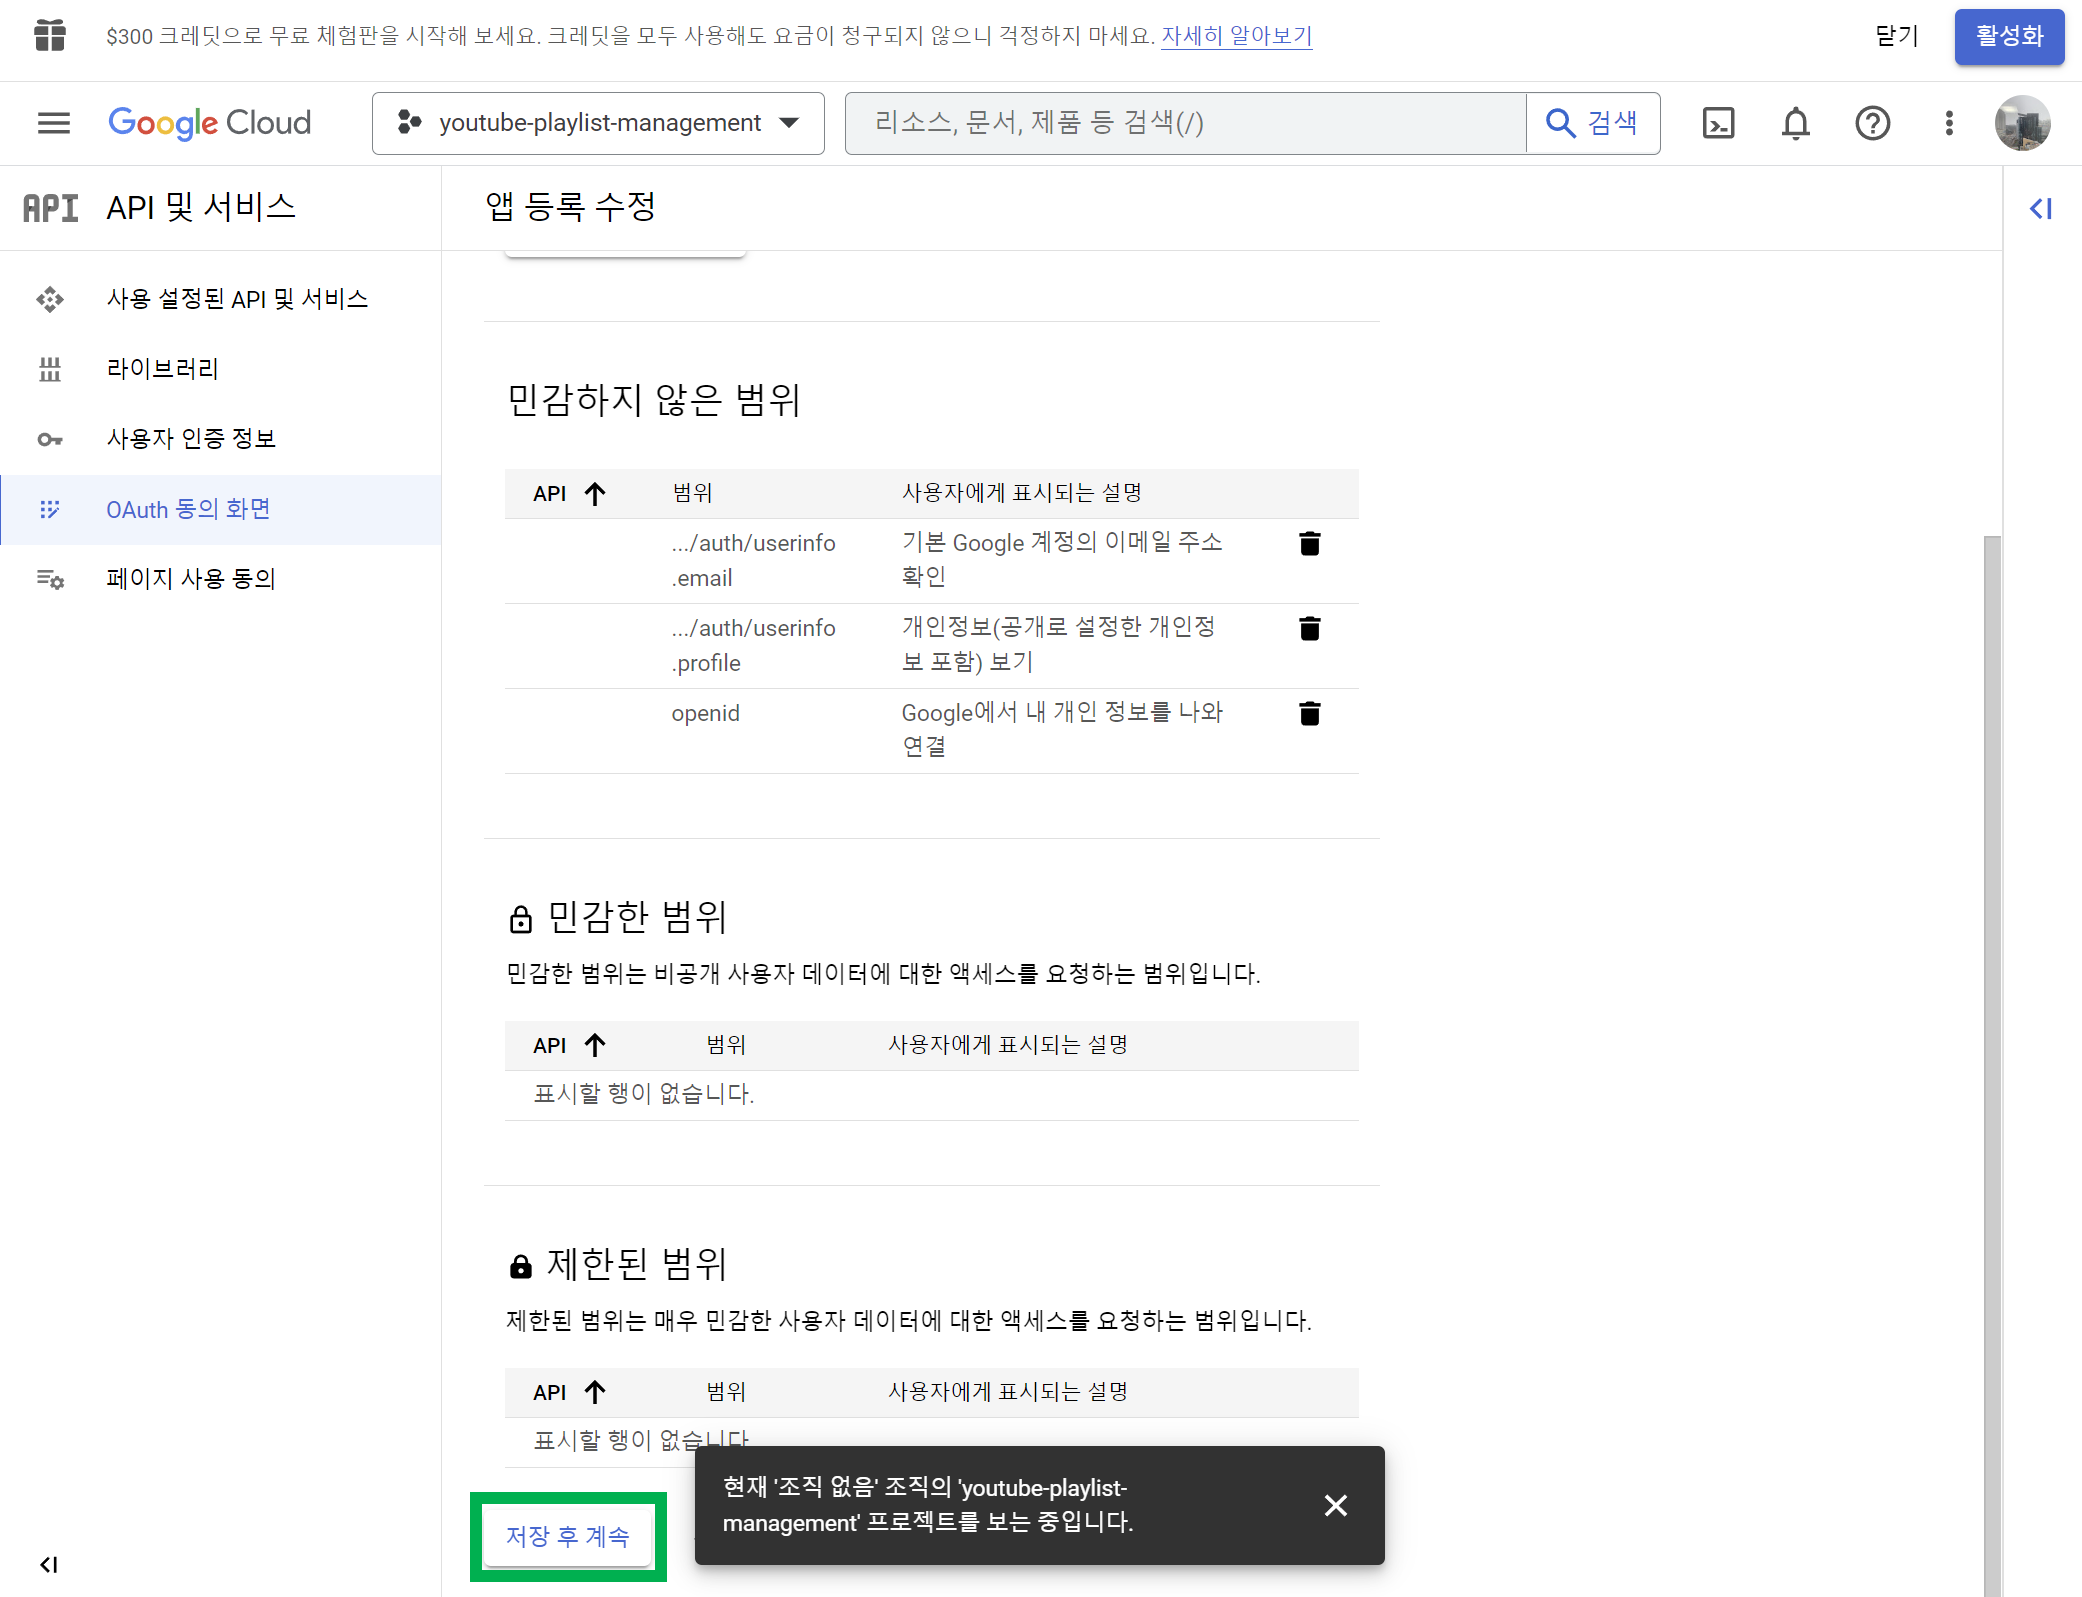 $300 크레딧으로 무료 체험판을 시작해 보세요. 크레딧을 모두 사용해도 요금이 청구되지 않으니 걱정하지 마세요. 자세히 알아보기
닫기
활성화
Google Cloud
youtube-playlist-management
리소스, 문서, 제품 등 검색(/)
검색
API
API 및 서비스
앱 등록 수정
사용 설정된 API 및 서비스
라이브러리
사용자 인증 정보
OAuth 동의 화면
페이지 사용 동의
민감하지 않은 범위
API 범위 사용자에게 표시되는 설명
.../auth/userinfo
.email
기본 Google 계정의 이메일 주소
확인
.../auth/userinfo
.profile
개인정보(공개로 설정한 개인정
보 포함) 보기
openid
Google에서 내 개인 정보를 나와
연결
민감한 범위
민감한 범위는 비공개 사용자 데이터에 대한 액세스를 요청하는 범위입니다.
API 범위 사용자에게 표시되는 설명
표시할 행이 없습니다.
제한된 범위
제한된 범위는 매우 민감한 사용자 데이터에 대한 액세스를 요청하는 범위입니다.
API 범위 사용자에게 표시되는 설명
표시할 행이 없습니다
현재 '조직 없음' 조직의 'youtube-playlist-
management' 프로젝트를 보는 중입니다.
저장 후 계속